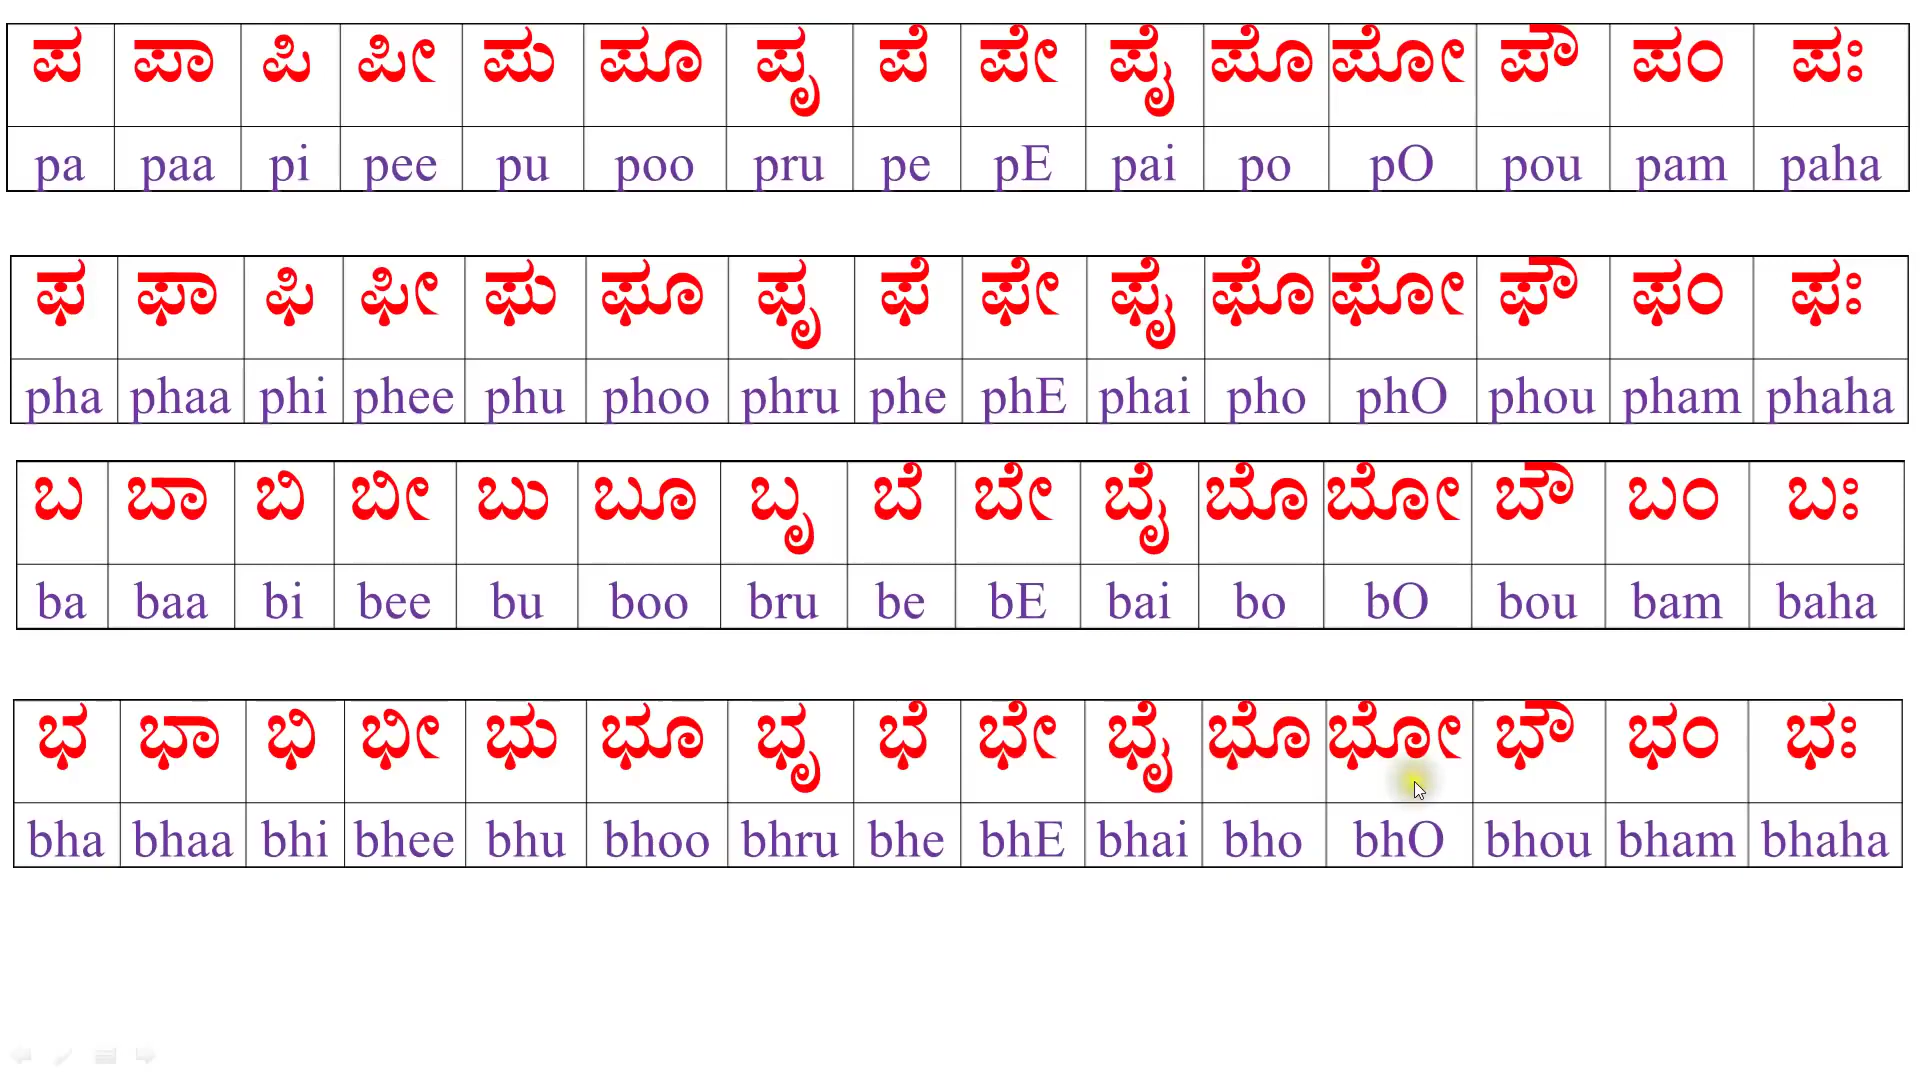 ಪ ಪಾ ಪಿ ಪೀ ಪು ಪೂ ಪೃ ಪೆ ಪೇ ಪೈ ಪೊ ಪೋ ಪೌ ಪಂ ಪಃ
pa paa pi pee pu poo pru pe pE pai po pO pou pam paha
ಫ ಫಾ ಫಿ ಫೀ ಫು ಫೂ ಫೃ ಫೆ ಫೇ ಫೈ ಫೊ ಫೋ ಫೌ ಫಂ ಫಃ
pha phaa phi phee phu phoo phru phe phE phai pho phO phou pham phaha
ಬ ಬಾ ಬಿ ಬೀ ಬು ಬೂ ಬೃ ಬೆ ಬೇ ಬೈ ಬೊ ಬೋ ಬೌ ಬಂ ಬಃ
ba baa bi bee bu boo bru be bE bai bo bO bou bam baha
ಭ ಭಾ ಭಿ ಭೀ ಭು ಭೂ ಭೃ ಭೆ ಭೇ ಭೈ ಭೊ ಭೋ ಭೌ ಭಂ ಭಃ
bha bhaa bhi bhee bhu bhoo bhru bhe bhE bhai bho bhO bhou bham bhaha